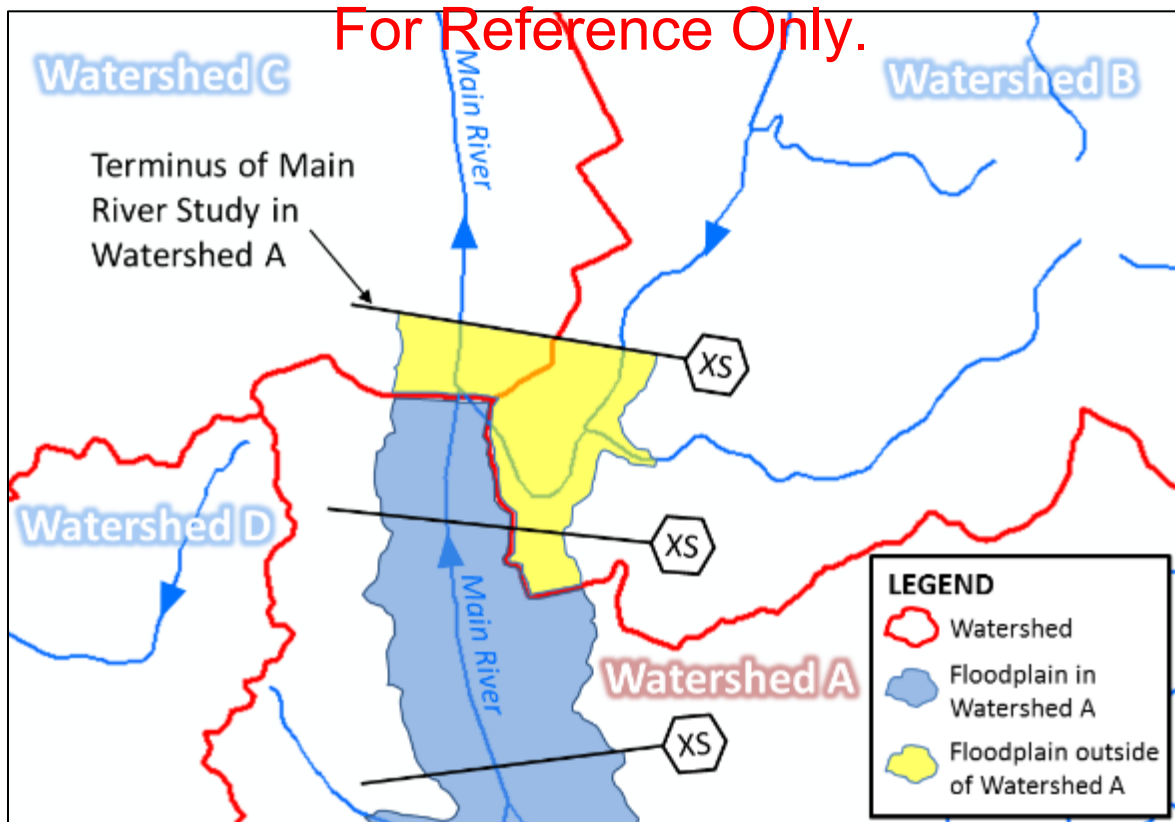 For Reference Only.
Watershed C
Main River
Watershed B
Terminus of Main
River Study in
Watershed A
XS
Watershed D
XS
Main River
Watershed A
XS
LEGEND
Watershed
Floodplain in
Watershed A
Floodplain outside
of Watershed A